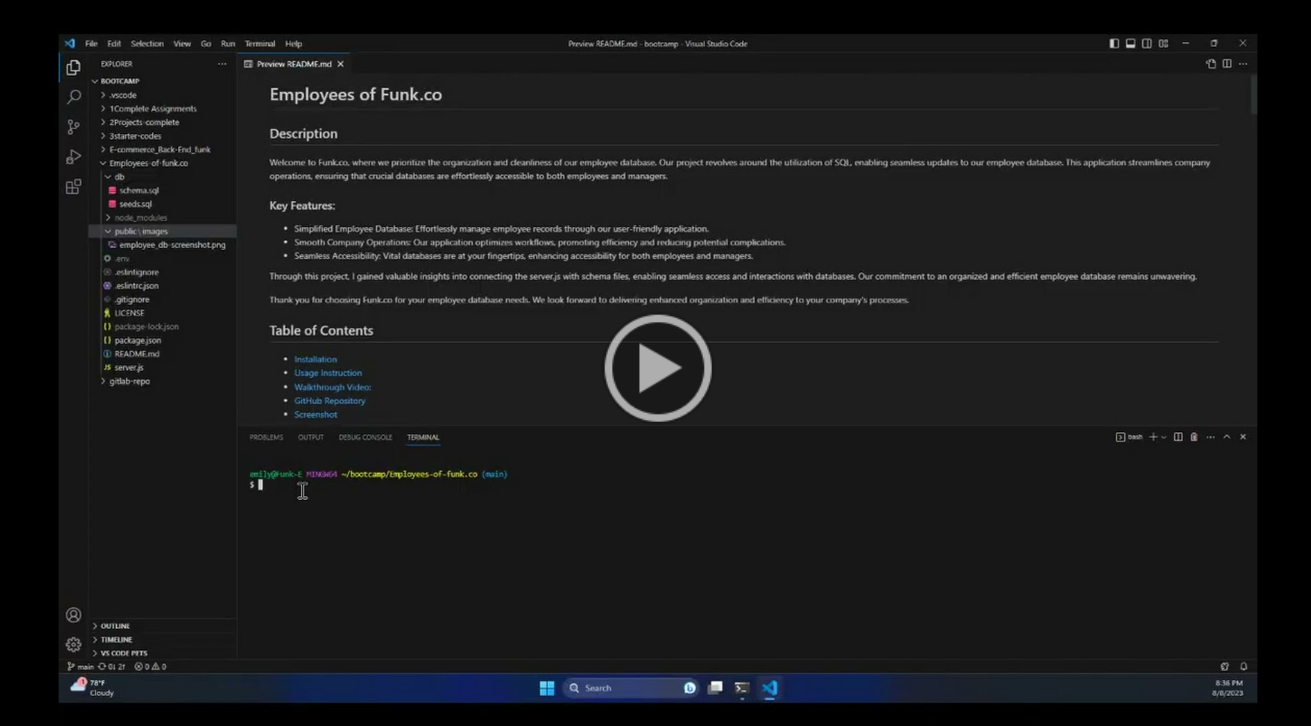 File Edit Selection View Go Run Terminal Help
Preview README.md - bootcamp - Visual Studio Code
EXPLORER
Preview README.md
BOOTCAMP
.vscode
1Complete Assignments
2Projects-complete
3starter-codes
E-commerce_Back-End_funk
Employees-of-funk.co
db
schema.sql
seeds.sql
node_modules
public \ images
employee_db-screenshot.png
.env
.eslintignore
.eslintrc.json
.gitignore
LICENSE
package-lock.json
package.json
README.md
server.js
gitlab-repo
OUTLINE
TIMELINE
VS CODE PETS
Employees of Funk.co
Description
Welcome to Funk.co, where we prioritize the organization and cleanliness of our employee database. Our project revolves around the utilization of SQL, enabling seamless updates to our employee database. This application streamlines company
operations, ensuring that crucial databases are effortlessly accessible to both employees and managers.
Key Features:
• Simplified Employee Database: Effortlessly manage employee records through our user-friendly application.
• Smooth Company Operations: Our application optimizes workflows, promoting efficiency and reducing potential complications.
• Seamless Accessibility: Vital databases are at your fingertips, enhancing accessibility for both employees and managers.
Through this project, I gained valuable insights into connecting the server.js with schema files, enabling seamless access and interactions with databases. Our commitment to an organized and efficient employee database remains unwavering.
Thank you for choosing Funk.co for your employee database needs. We look forward to delivering enhanced organization and efficiency to your company's processes.
Table of Contents
• Installation
• Usage Instruction
• Walkthrough Video:
• GitHub Repository
• Screenshot
PROBLEMS OUTPUT DEBUG CONSOLE TERMINAL
bash
emily@Funk-E MINGW64 ~/bootcamp/Employees-of-funk.co (main)
$
main 0↓ 2↑ 0 0
1
78°F
Cloudy
Search
8:36 PM
8/8/2023